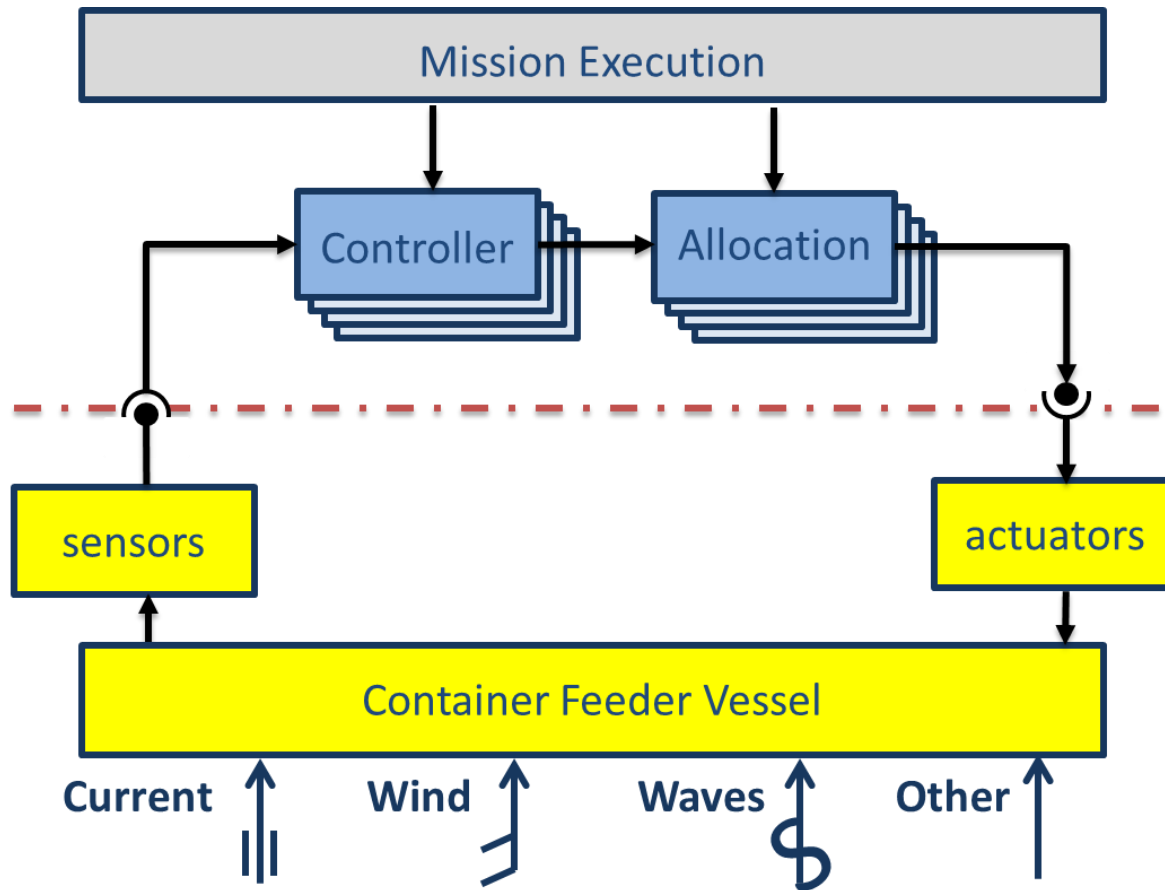 Mission Execution
Controller
Allocation
sensors
actuators
Container Feeder Vessel
Current
Wind
Waves
Other